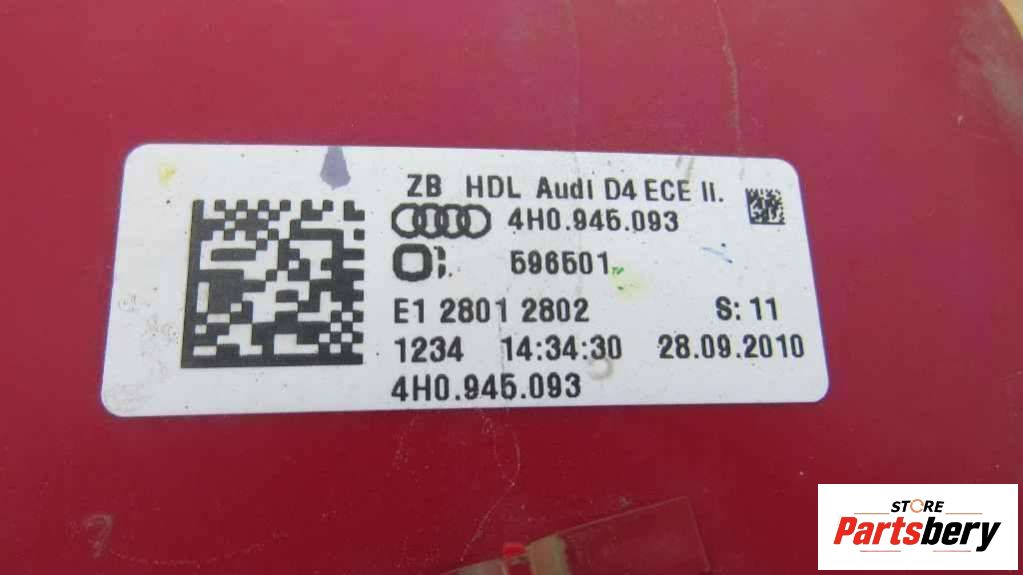 ZB HDL Audi D4 ECE li.
4H0.945.093
596501
E1 2801 2802 S: 11
1234 14:34:30 28.09.2010
4H0.945.093
STORE
Partsbery